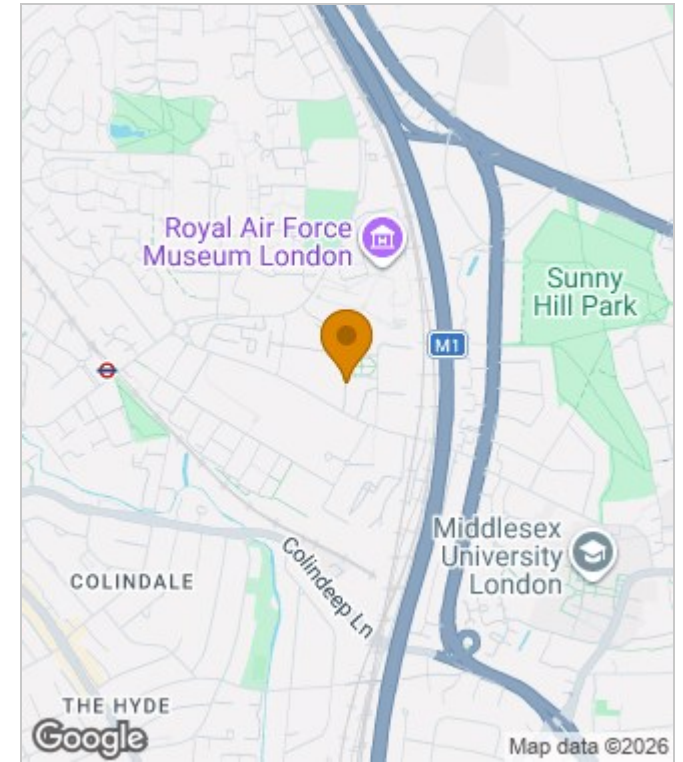 Royal Air Force
Museum London
Sunny
Hill Park
M1
Middlesex
University
London
Colindeep Ln
COLINDALE
THE HYDE
Google
Map data ©2026